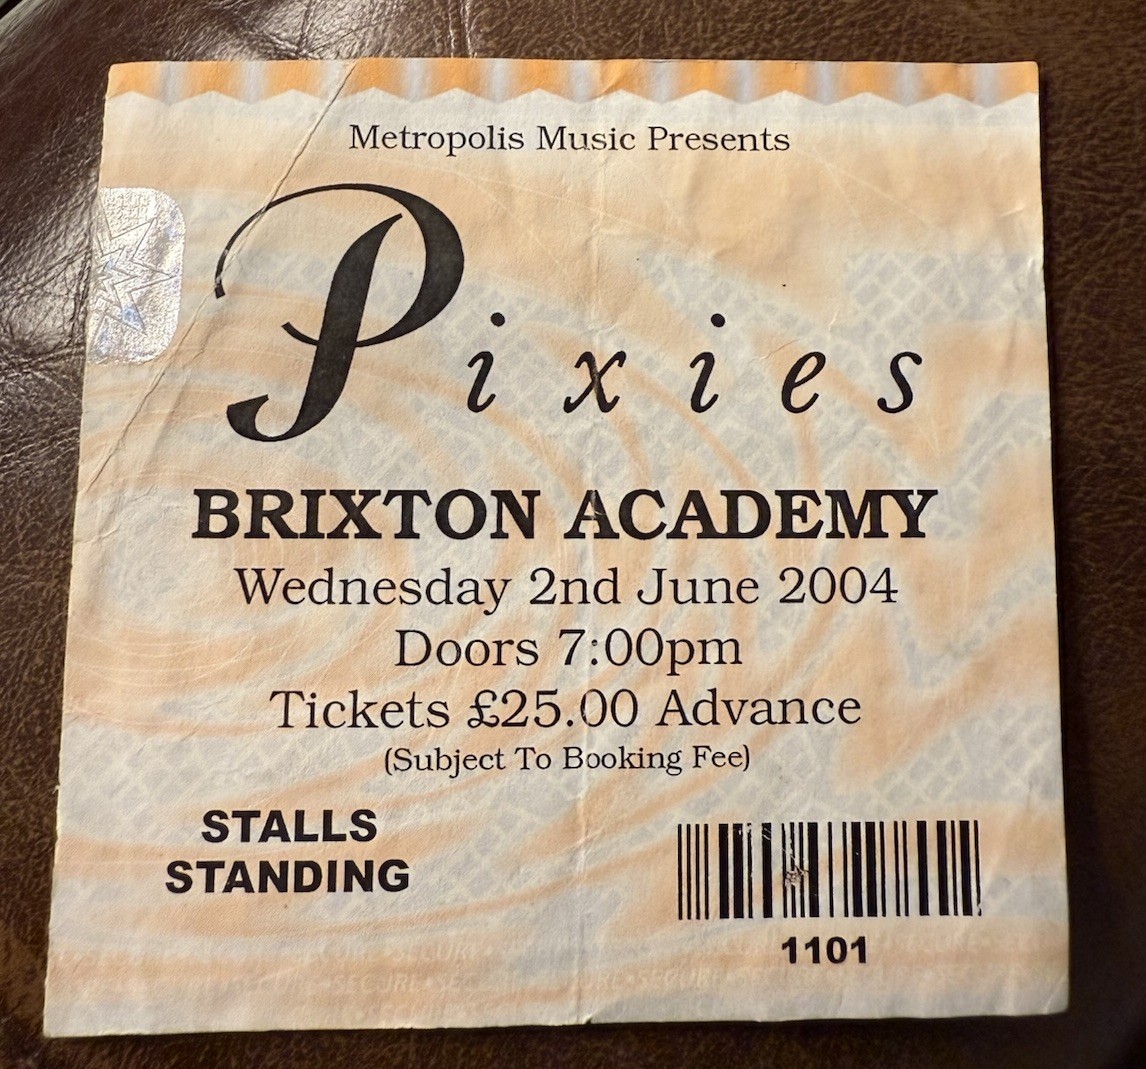 Metropolis Music Presents
Pixies
BRIXTON ACADEMY
Wednesday 2nd June 2004
Doors 7:00pm
Tickets £25.00 Advance
(Subject To Booking Fee)
STALLS
STANDING
1101